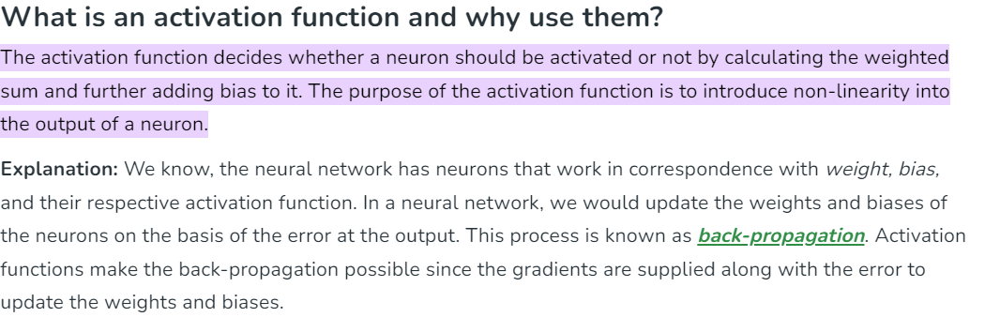 What is an activation function and why use them?
The activation function decides whether a neuron should be activated or not by calculating the weighted
sum and further adding bias to it. The purpose of the activation function is to introduce non-linearity into
the output of a neuron.
Explanation: We know, the neural network has neurons that work in correspondence with weight, bias,
and their respective activation function. In a neural network, we would update the weights and biases of
the neurons on the basis of the error at the output. This process is known as back-propagation. Activation
functions make the back-propagation possible since the gradients are supplied along with the error to
update the weights and biases.